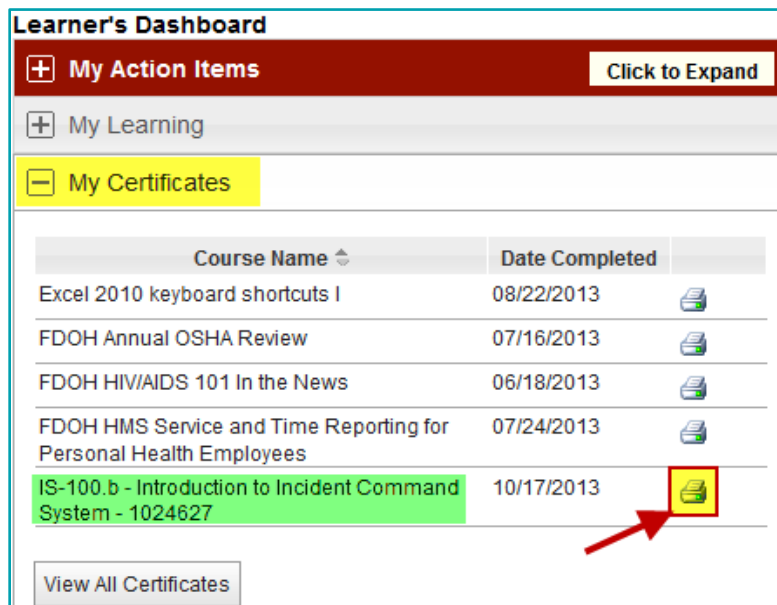 Learner's Dashboard
My Action Items
Click to Expand
My Learning
My Certificates
Course Name Date Completed
Excel 2010 keyboard shortcuts I 08/22/2013
FDOH Annual OSHA Review 07/16/2013
FDOH HIV/AIDS 101 In the News 06/18/2013
FDOH HMS Service and Time Reporting for 07/24/2013
Personal Health Employees
IS-100.b - Introduction to Incident Command 10/17/2013
System - 1024627
View All Certificates